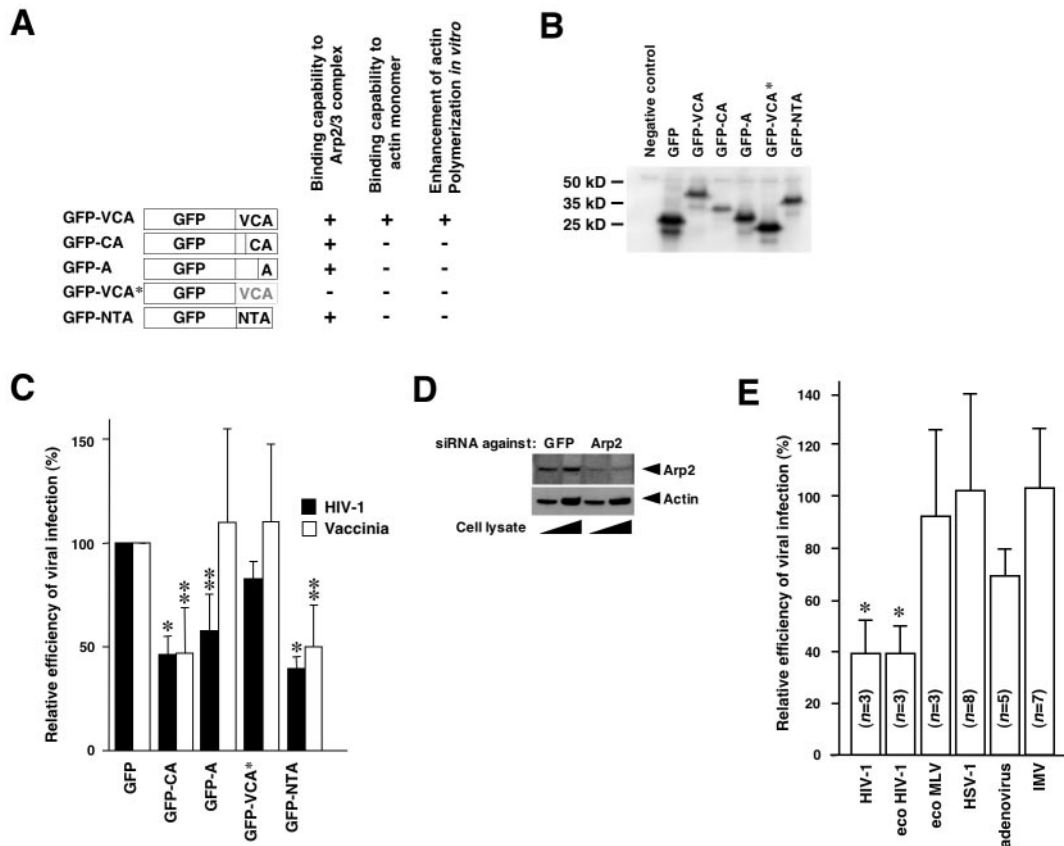 A
Binding capability to
Arp2/3 complex
Binding capability to
actin monomer
Enhancement of actin
Polymerization in vitro
GFP-VCA GFP VCA + + +
GFP-CA GFP CA + - -
GFP-A GFP A + - -
GFP-VCA* GFP VCA - - -
GFP-NTA GFP NTA + - -
B
Negative control
GFP
GFP-VCA
GFP-CA
GFP-A
GFP-VCA*
GFP-NTA
50 kD
35 kD
25 kD
C
Relative efficiency of viral infection (%)
150
100
50
0
HIV-1
Vaccinia
* ** ** * **
GFP
GFP-CA
GFP-A
GFP-VCA*
GFP-NTA
D
siRNA against: GFP Arp2
Arp2
Actin
Cell lysate
E
Relative efficiency of viral infection (%)
140
120
100
80
60
40
20
0
* *
(n=3)
(n=3)
(n=3)
(n=8)
(n=5)
(n=7)
HIV-1
eco HIV-1
eco MLV
HSV-1
adenovirus
IMV